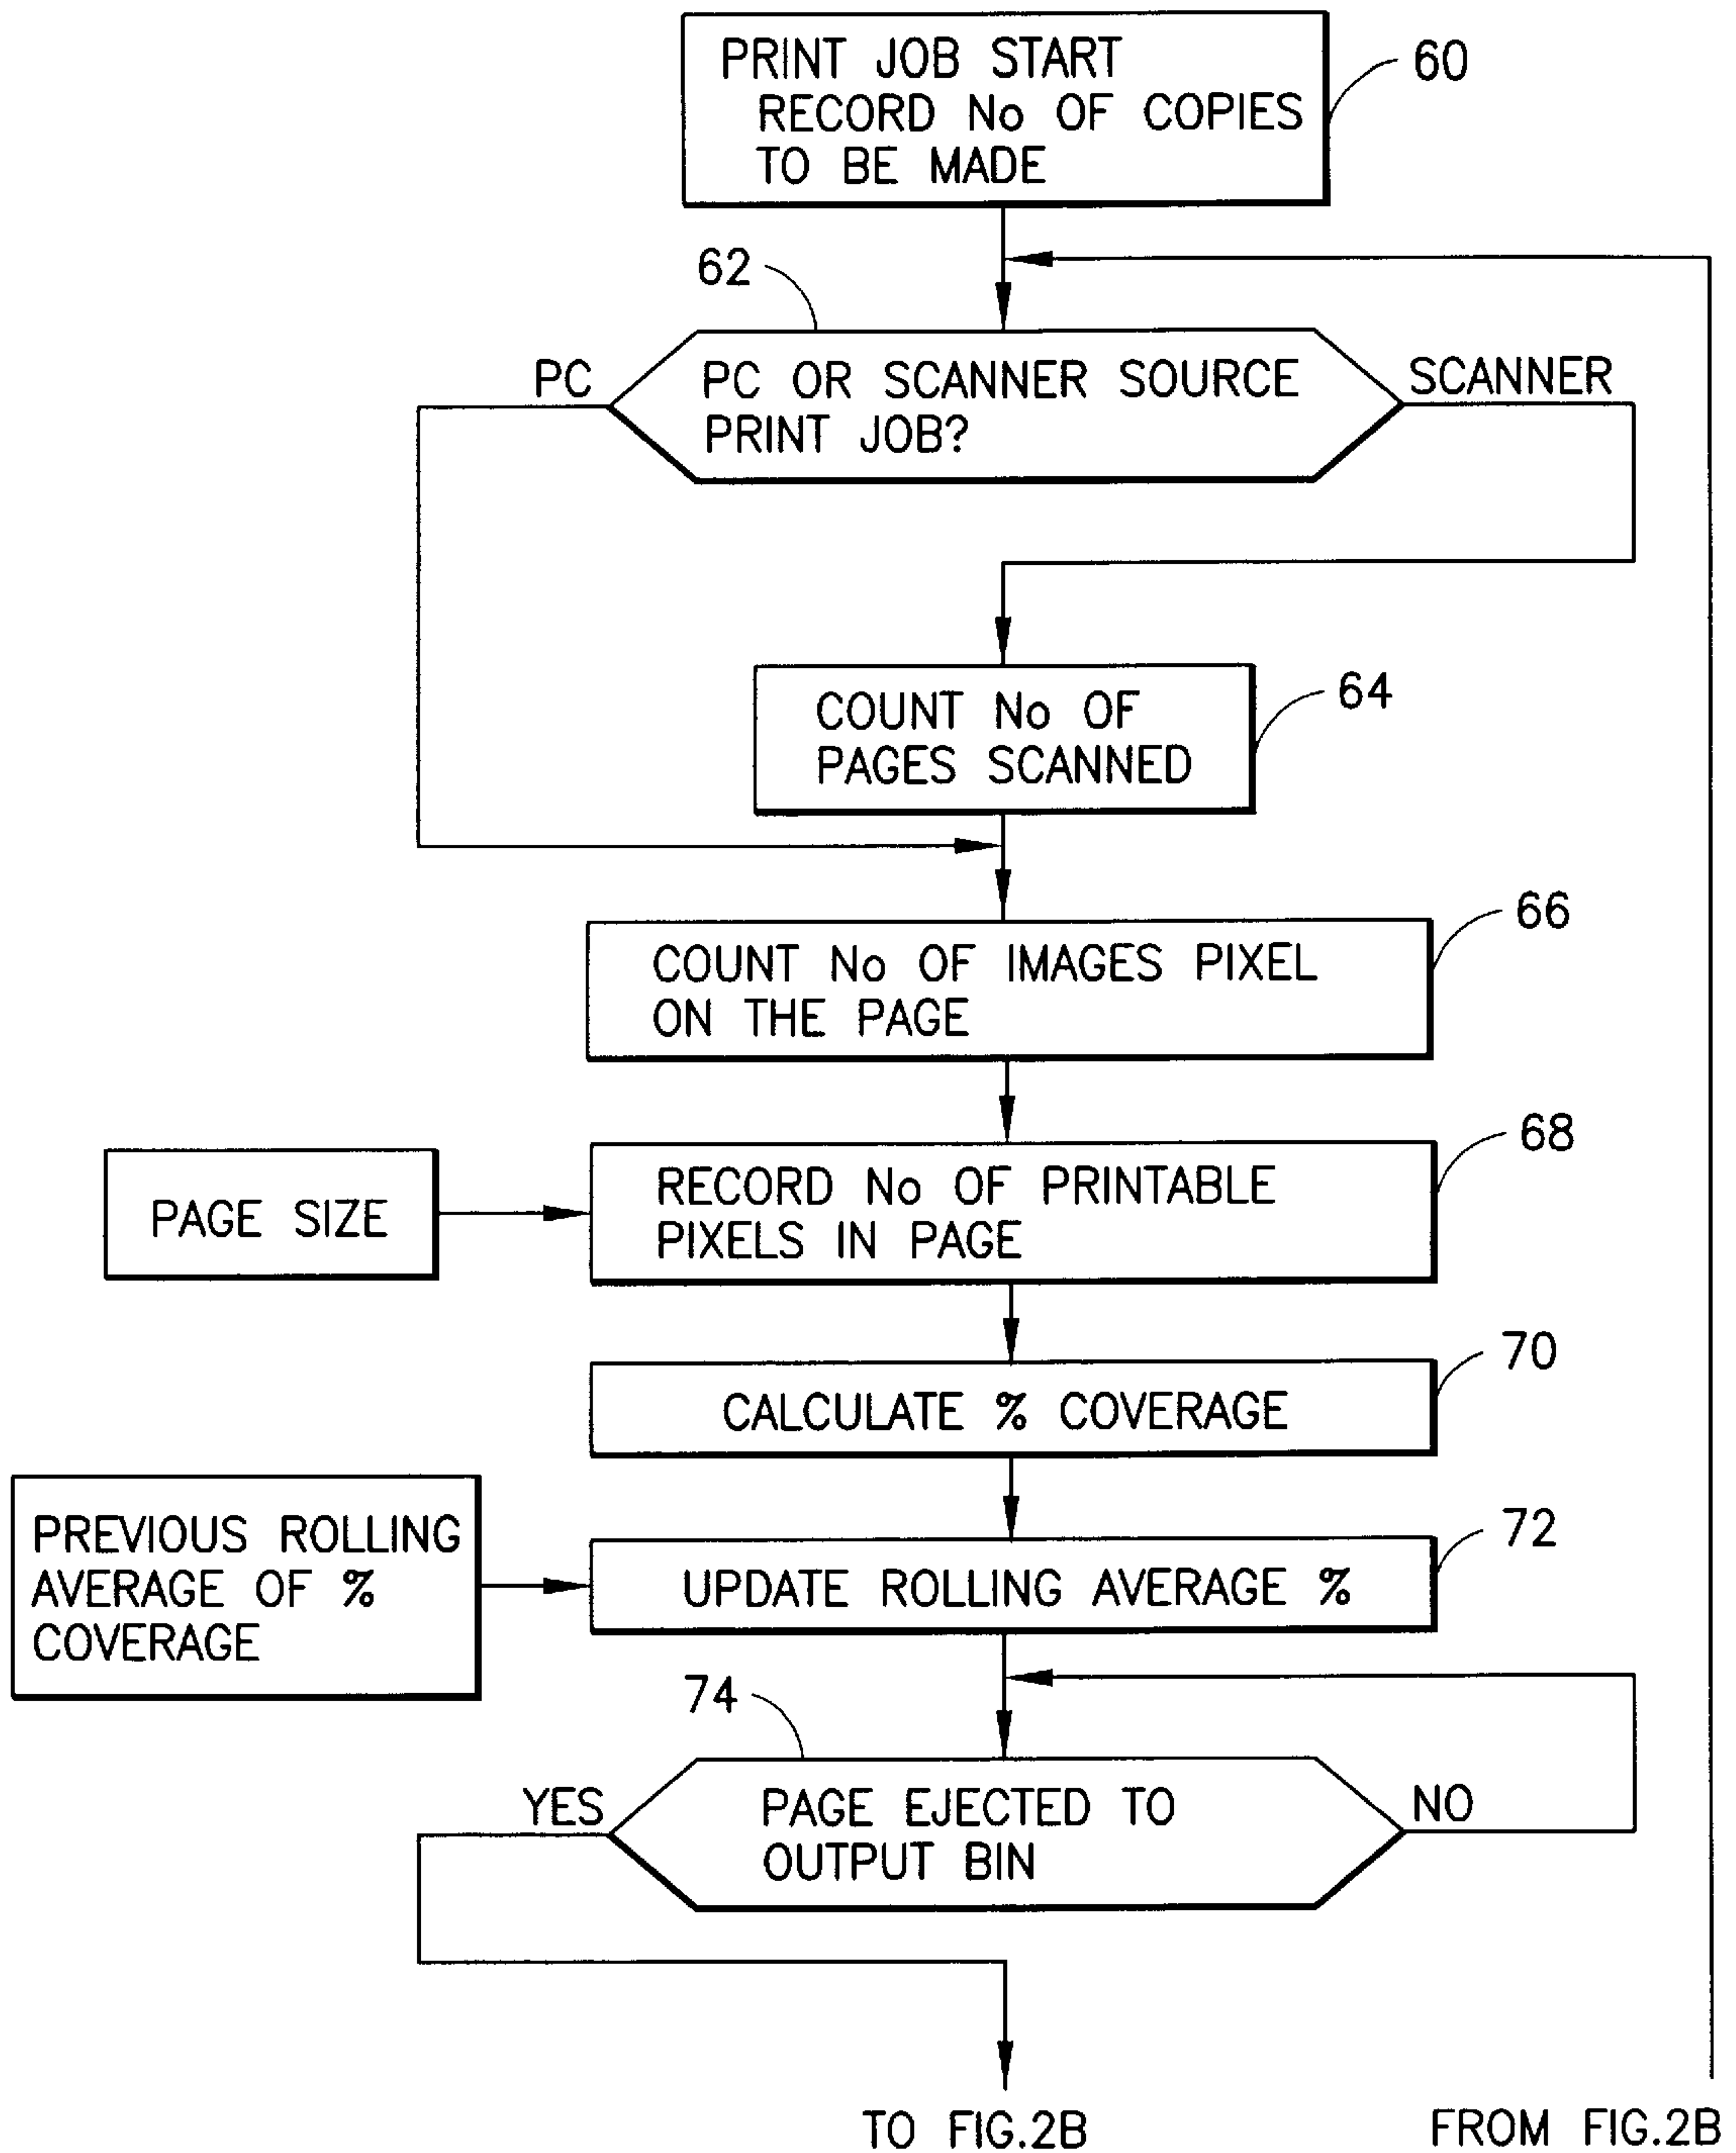 PRINT JOB START
RECORD No OF COPIES
TO BE MADE
60
62
PC
PC OR SCANNER SOURCE
PRINT JOB?
SCANNER
COUNT No OF
PAGES SCANNED
64
COUNT No OF IMAGES PIXEL
ON THE PAGE
66
PAGE SIZE
RECORD No OF PRINTABLE
PIXELS IN PAGE
68
CALCULATE % COVERAGE
70
PREVIOUS ROLLING
AVERAGE OF %
COVERAGE
UPDATE ROLLING AVERAGE %
72
74
YES
PAGE EJECTED TO
OUTPUT BIN
NO
TO FIG.2B
FROM FIG.2B